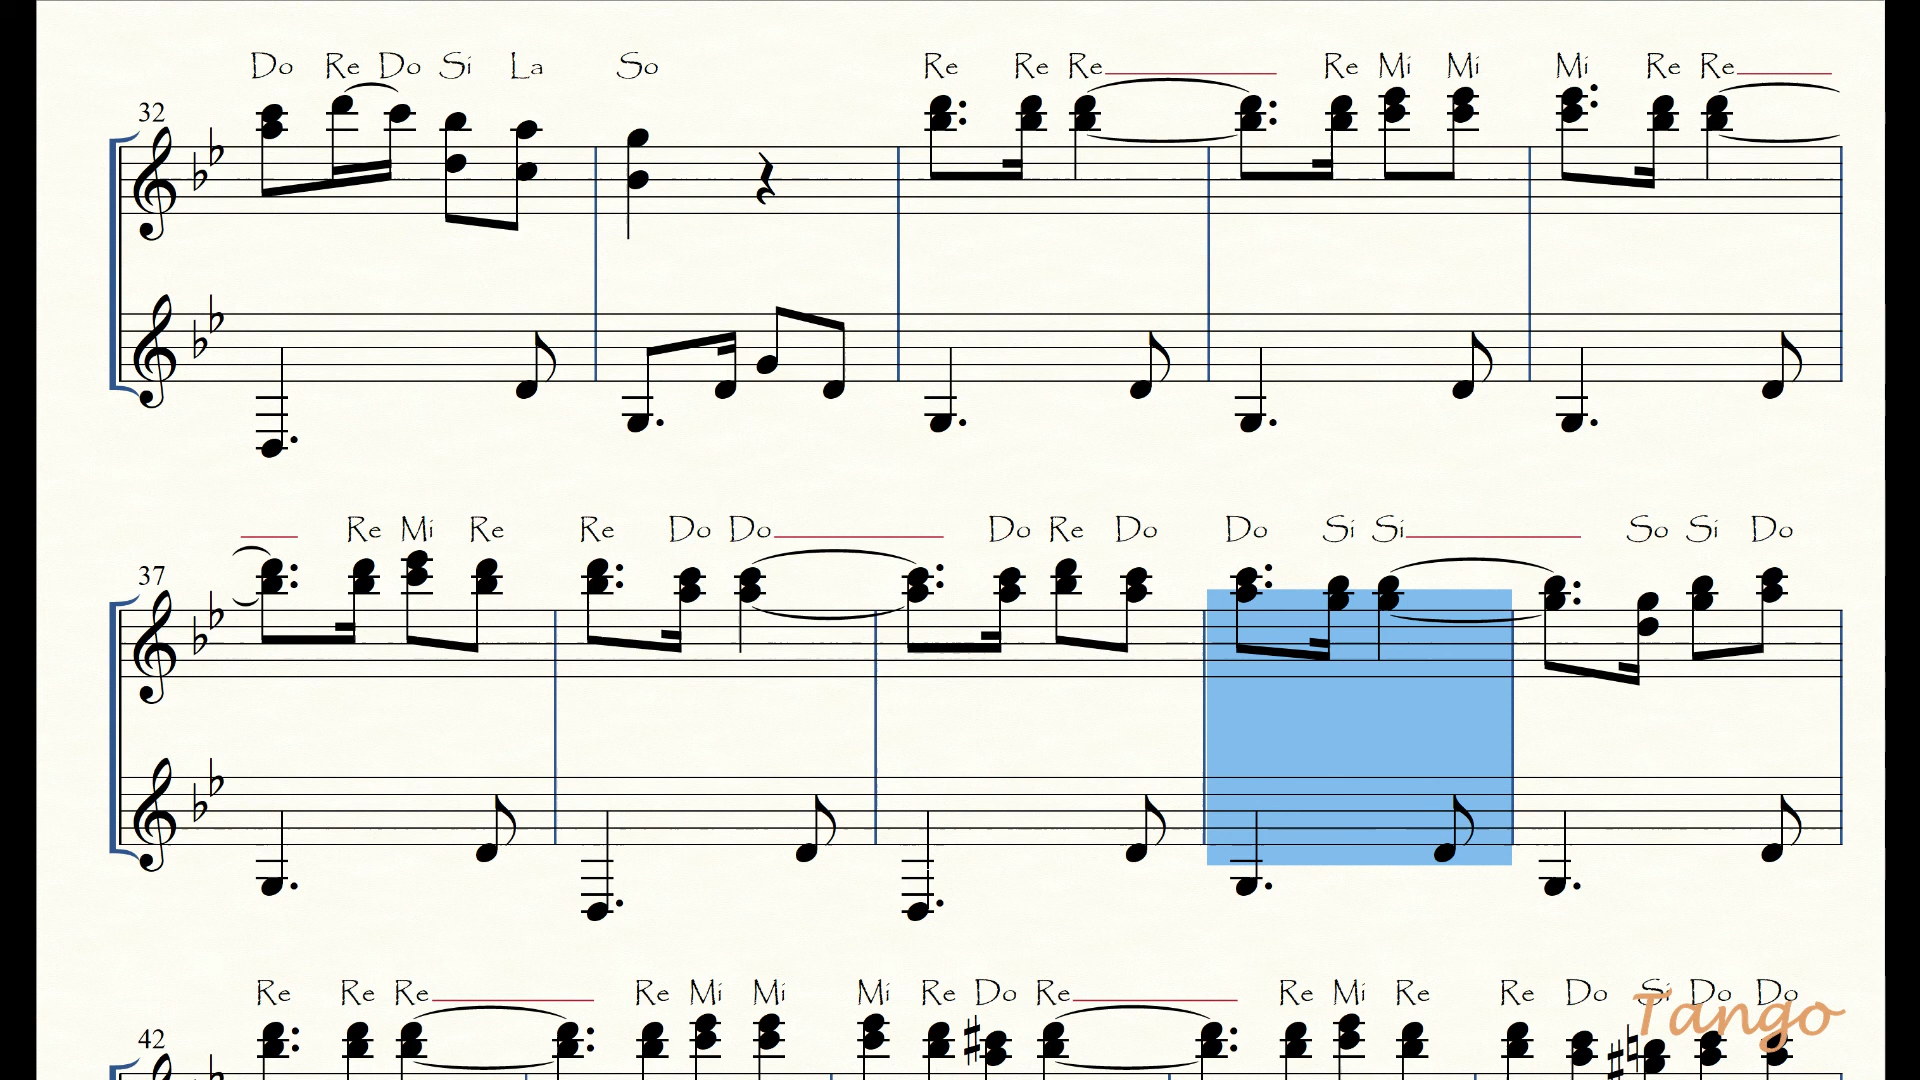 Do Re Do Si La So Re Re Re Re Mi Mi Mi Re Re
32
Re Mi Re Re Do Do Do Re Do Do Si Si So Si Do
37
Re Re Re Re Mi Mi Mi Re Do Re Re Mi Re Re Do Si Do Do
Tango
42